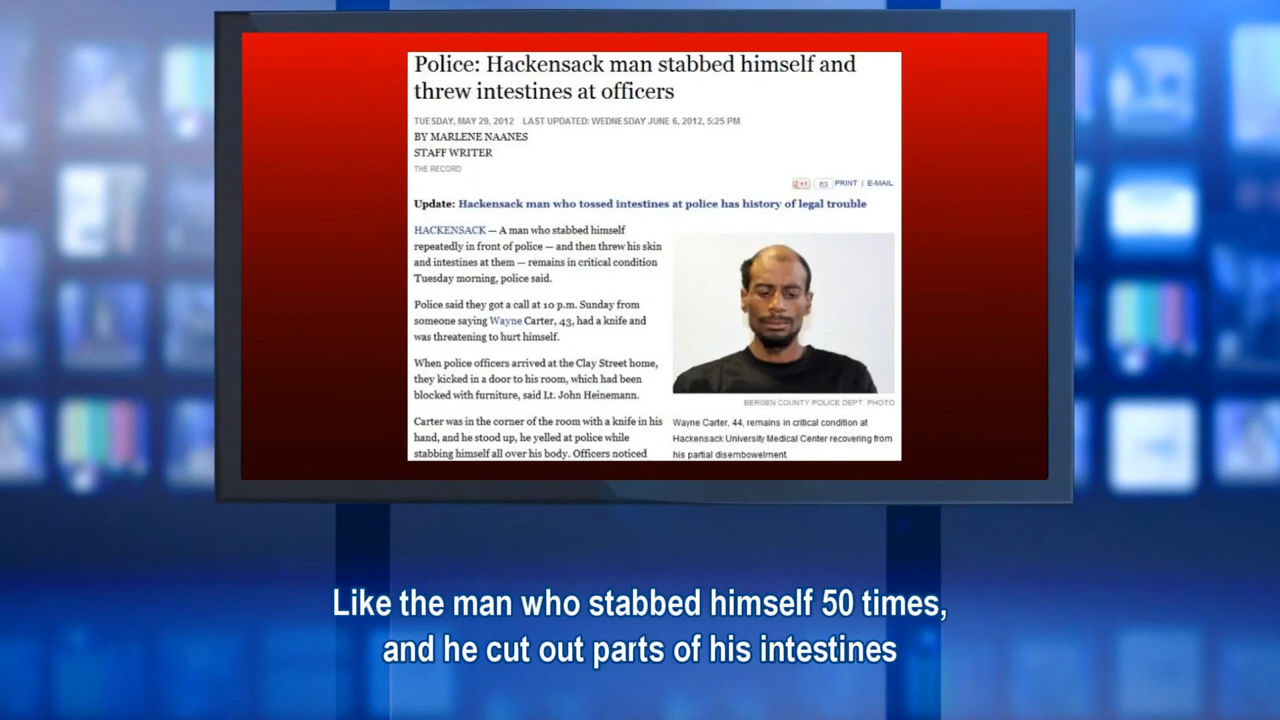 Police: Hackensack man stabbed himself and
threw intestines at officers
TUESDAY, MAY 29, 2012 LAST UPDATED: WEDNESDAY JUNE 6, 2012, 5:25 PM
BY MARLENE NAANES
STAFF WRITER
THE RECORD
+1 63 PRINT | E-MAIL
Update: Hackensack man who tossed intestines at police has history of legal trouble
HACKENSACK — A man who stabbed himself
repeatedly in front of police — and then threw his skin
and intestines at them — remains in critical condition
Tuesday morning, police said.
Police said they got a call at 10 p.m. Sunday from
someone saying Wayne Carter, 43, had a knife and
was threatening to hurt himself.
When police officers arrived at the Clay Street home,
they kicked in a door to his room, which had been
blocked with furniture, said Lt. John Heinemann.
Carter was in the corner of the room with a knife in his
hand, and he stood up, he yelled at police while
stabbing himself all over his body. Officers noticed
BERGEN COUNTY POLICE DEPT. PHOTO
Wayne Carter, 44, remains in critical condition at
Hackensack University Medical Center recovering from
his partial disembowelment.
Like the man who stabbed himself 50 times,
and he cut out parts of his intestines